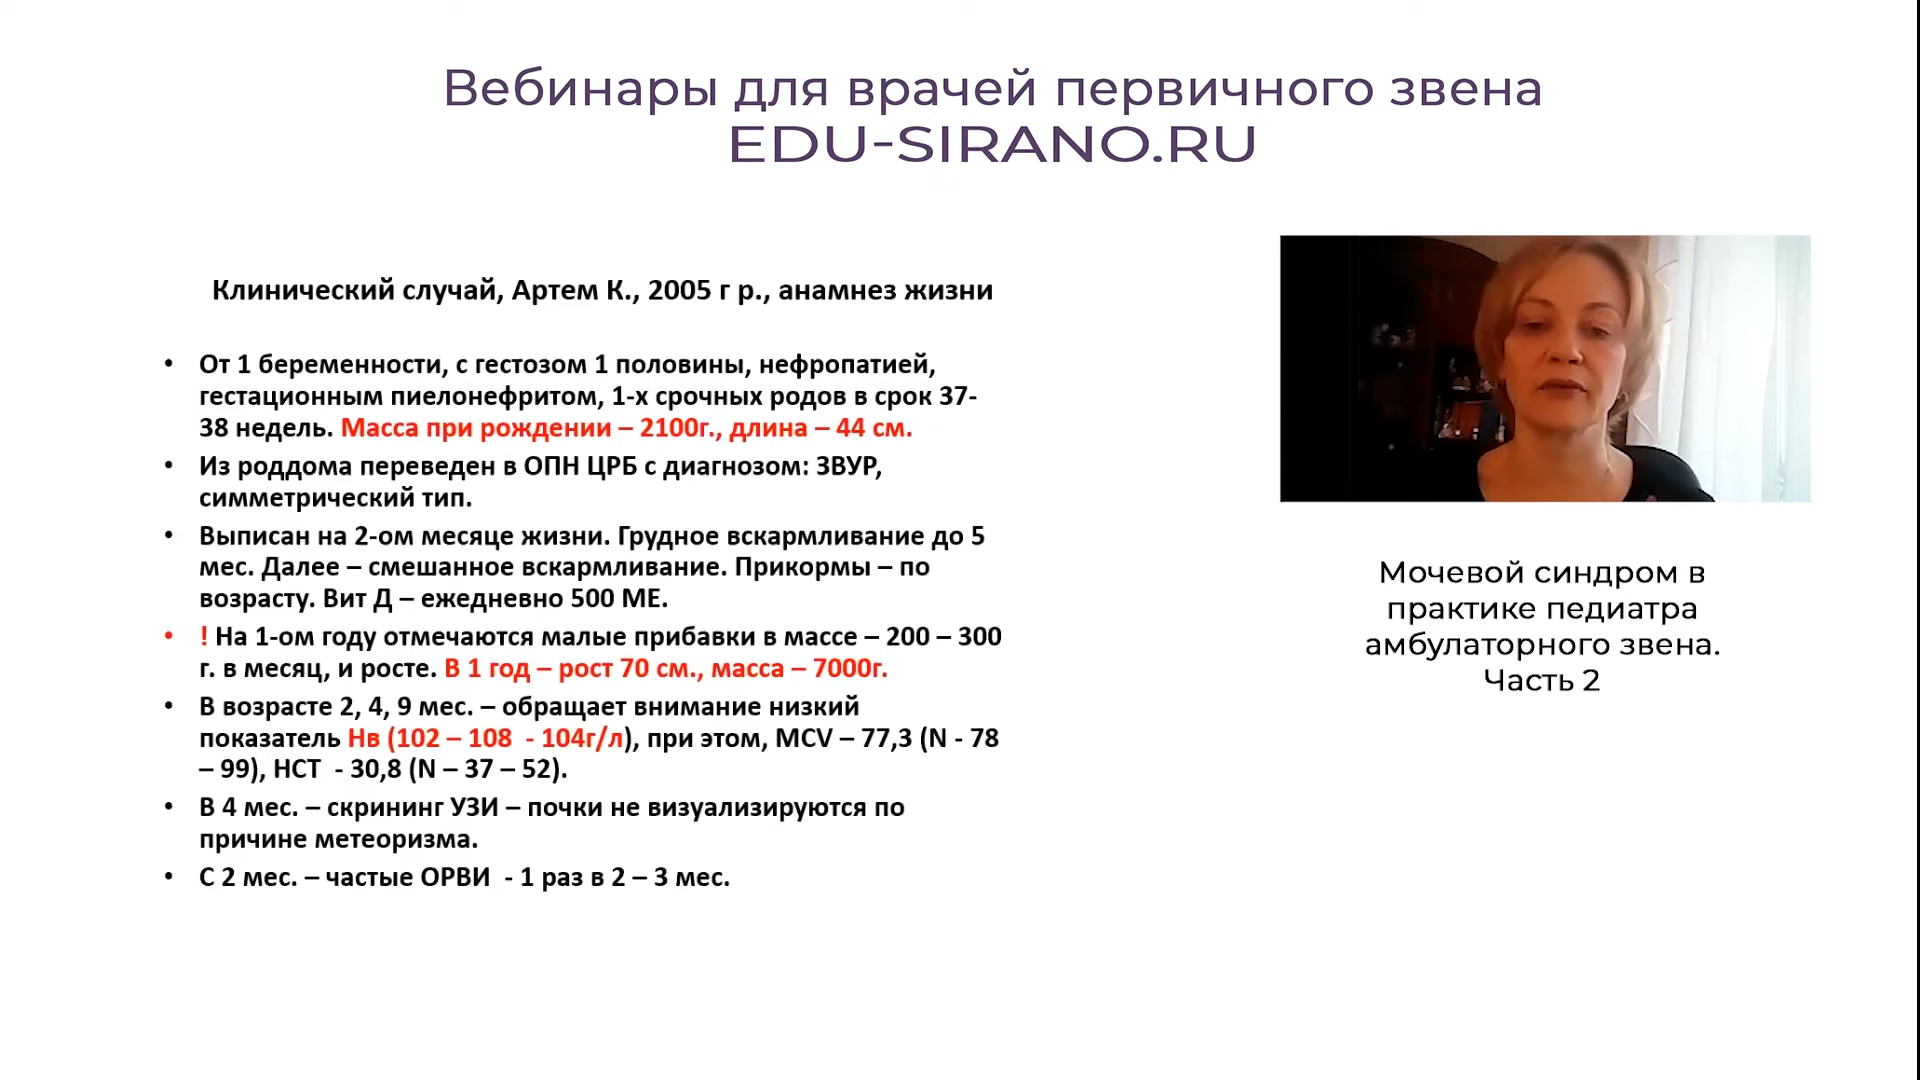 Вебинары для врачей первичного звена
EDU-SIRANO.RU
Клинический случай, Артем К., 2005 г р., анамнез жизни
• От 1 беременности, с гестозом 1 половины, нефропатией,
гестационным пиелонефритом, 1-х срочных родов в срок 37-
38 недель. Масса при рождении – 2100г., длина – 44 см.
• Из роддома переведен в ОПН ЦРБ с диагнозом: ЗВУР,
симметрический тип.
• Выписан на 2-ом месяце жизни. Грудное вскармливание до 5
мес. Далее – смешанное вскармливание. Прикормы – по
возрасту. Вит Д – ежедневно 500 МЕ.
• ! На 1-ом году отмечаются малые прибавки в массе – 200 – 300
г. в месяц, и росте. В 1 год – рост 70 см., масса – 7000г.
• В возрасте 2, 4, 9 мес. – обращает внимание низкий
показатель Нв (102 – 108 - 104г/л), при этом, MCV – 77,3 (N - 78
– 99), НСТ - 30,8 (N – 37 – 52).
• В 4 мес. – скрининг УЗИ – почки не визуализируются по
причине метеоризма.
• С 2 мес. – частые ОРВИ - 1 раз в 2 – 3 мес.
Мочевой синдром в
практике педиатра
амбулаторного звена.
Часть 2